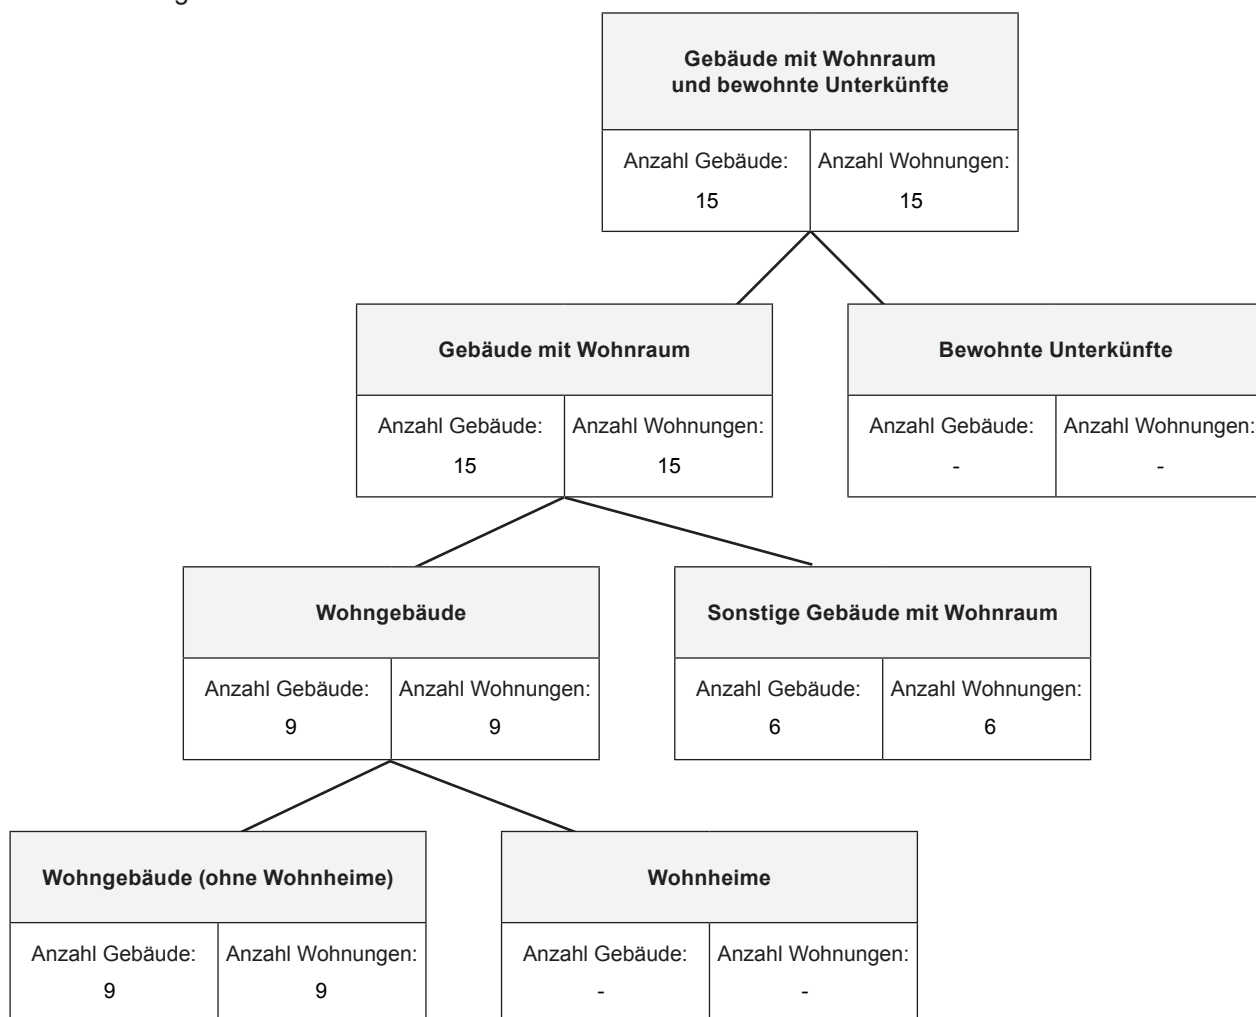 Gebäude mit Wohnraum
und bewohnte Unterkünfte
Anzahl Gebäude: Anzahl Wohnungen:
15 15
Gebäude mit Wohnraum Bewohnte Unterkünfte
Anzahl Gebäude: Anzahl Wohnungen: Anzahl Gebäude: Anzahl Wohnungen:
15 15 - -
Wohngebäude Sonstige Gebäude mit Wohnraum
Anzahl Gebäude: Anzahl Wohnungen: Anzahl Gebäude: Anzahl Wohnungen:
9 9 6 6
Wohngebäude (ohne Wohnheime) Wohnheime
Anzahl Gebäude: Anzahl Wohnungen: Anzahl Gebäude: Anzahl Wohnungen:
9 9 - -